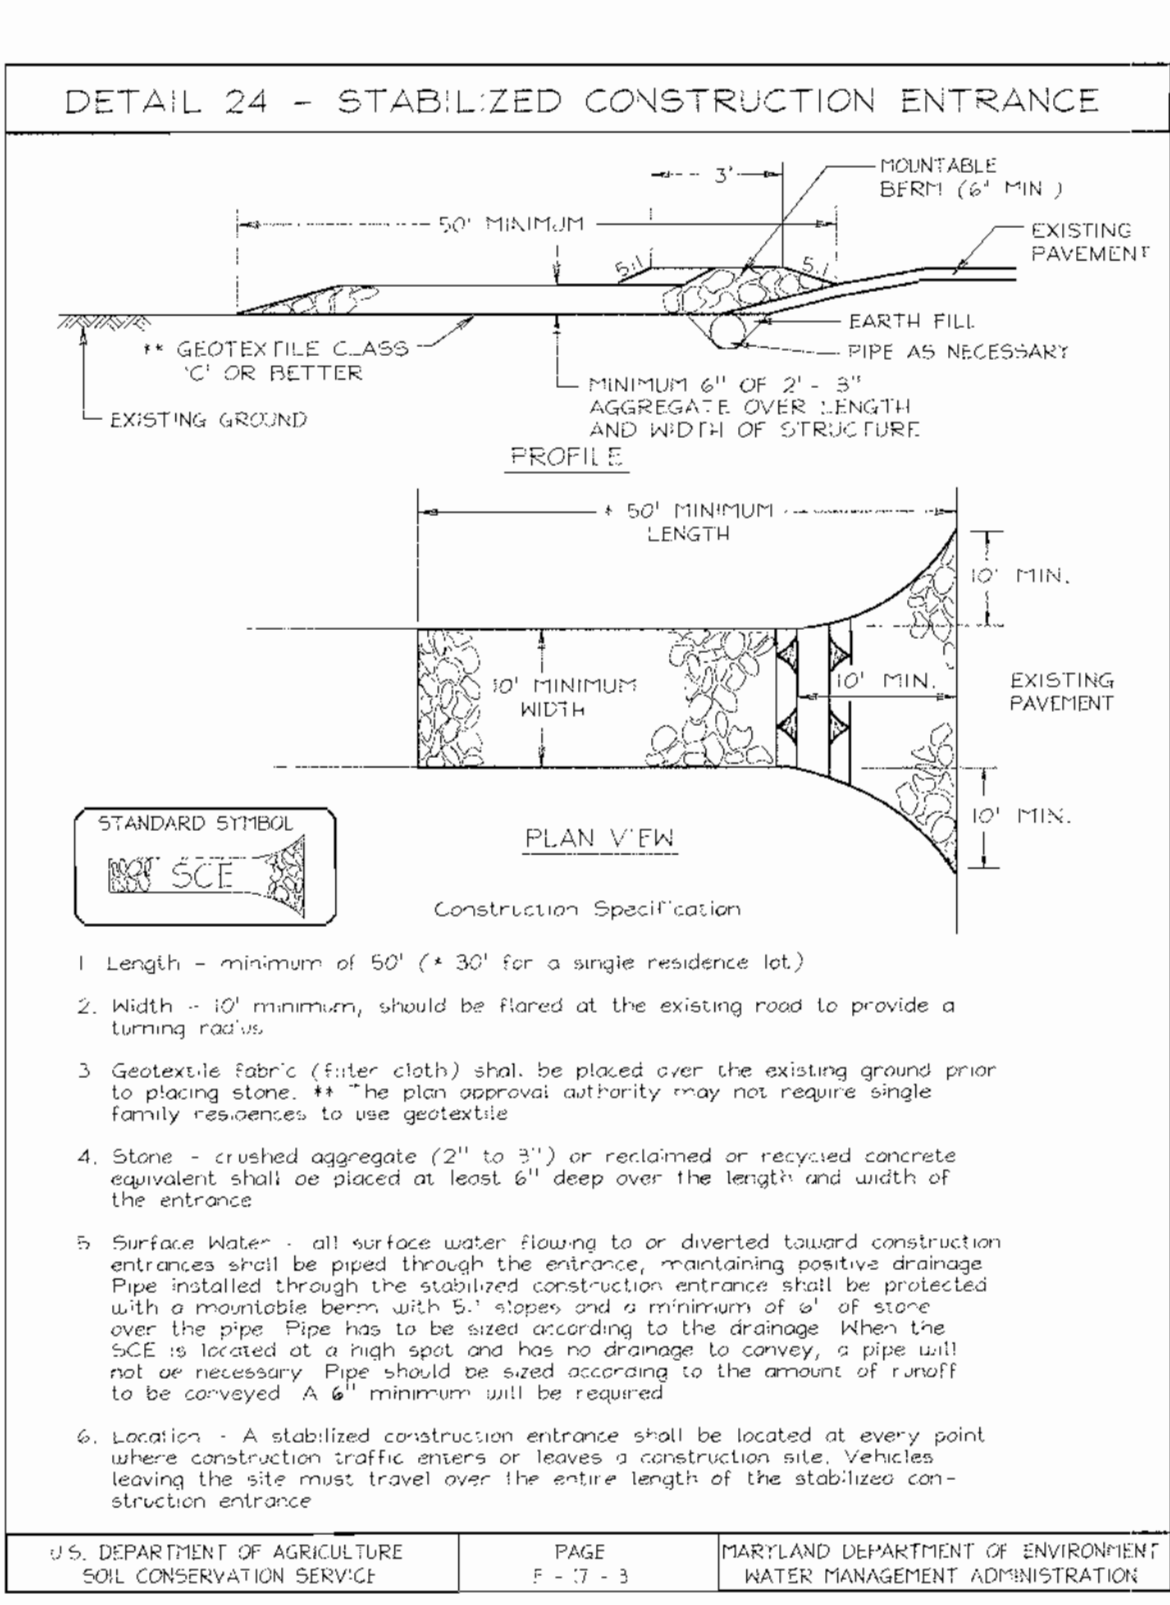 DETAIL 24 - STABILIZED CONSTRUCTION ENTRANCE
3'
MOUNTABLE
BERM (6' MIN.)
50' MINIMUM
EXISTING
PAVEMENT
5:1
5:1
EARTH FILL
** GEOTEXTILE CLASS
'C' OR BETTER
PIPE AS NECESSARY
MINIMUM 6" OF 2' - 3"
AGGREGATE OVER LENGTH
AND WIDTH OF STRUCTURE
EXISTING GROUND
PROFILE
* 50' MINIMUM
LENGTH
10' MIN.
10' MINIMUM
WIDTH
10' MIN.
EXISTING
PAVEMENT
10' MIN.
STANDARD SYMBOL
SCE
PLAN VIEW
Construction Specification
1 Length - minimum of 50' (* 30' for a single residence lot.)
2. Width - 10' minimum, should be flared at the existing road to provide a
turning radius
3 Geotextile fabric (filter cloth) shall be placed over the existing ground prior
to placing stone. ** The plan approval authority may not require single
family residences to use geotextile
4. Stone - crushed aggregate (2" to 3") or reclaimed or recycled concrete
equivalent shall be placed at least 6" deep over the length and width of
the entrance
5 Surface Water - all surface water flowing to or diverted toward construction
entrances shall be piped through the entrance, maintaining positive drainage
Pipe installed through the stabilized construction entrance shall be protected
with a mountable berm with 5:1 slopes and a minimum of 6' of stone
over the pipe Pipe has to be sized according to the drainage When the
SCE is located at a high spot and has no drainage to convey, a pipe will
not be necessary Pipe should be sized according to the amount of runoff
to be conveyed A 6" minimum will be required
6. Location - A stabilized construction entrance shall be located at every point
where construction traffic enters or leaves a construction site. Vehicles
leaving the site must travel over the entire length of the stabilized con-
struction entrance
U.S. DEPARTMENT OF AGRICULTURE
SOIL CONSERVATION SERVICE
PAGE
F - 17 - 3
MARYLAND DEPARTMENT OF ENVIRONMENT
WATER MANAGEMENT ADMINISTRATION